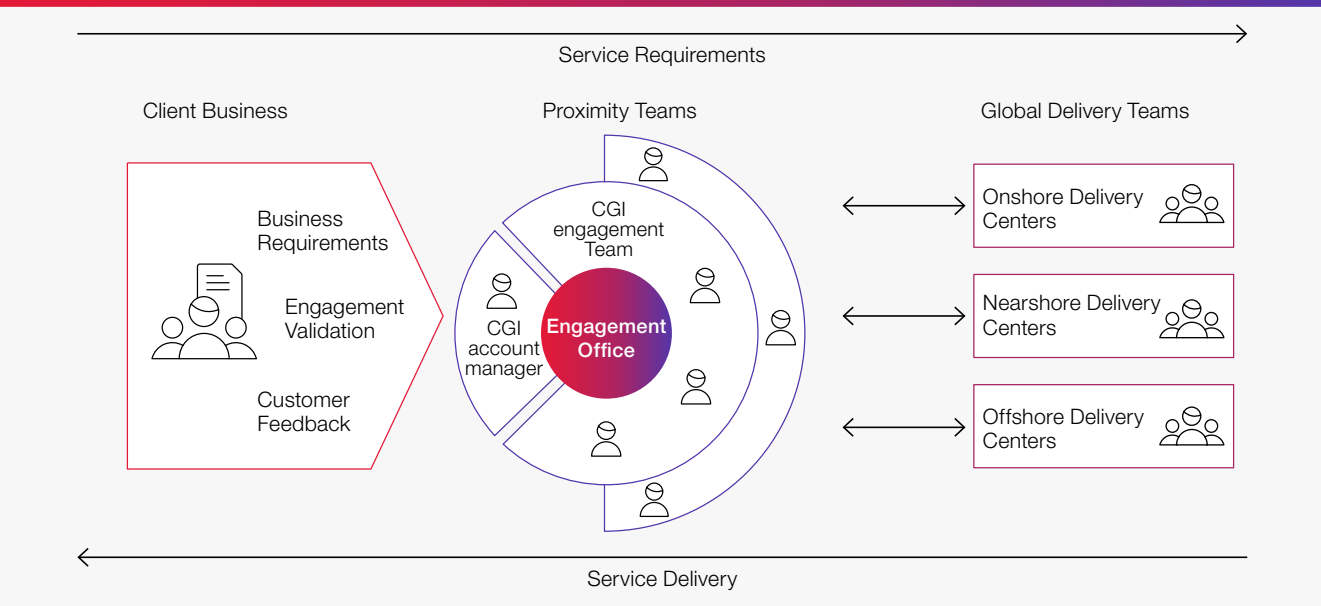 Service Requirements
Client Business
Proximity Teams
Global Delivery Teams
Business
Requirements
Engagement
Validation
Customer
Feedback
CGI
engagement
Team
CGI
account
manager
Engagement
Office
Onshore Delivery
Centers
Nearshore Delivery
Centers
Offshore Delivery
Centers
Service Delivery